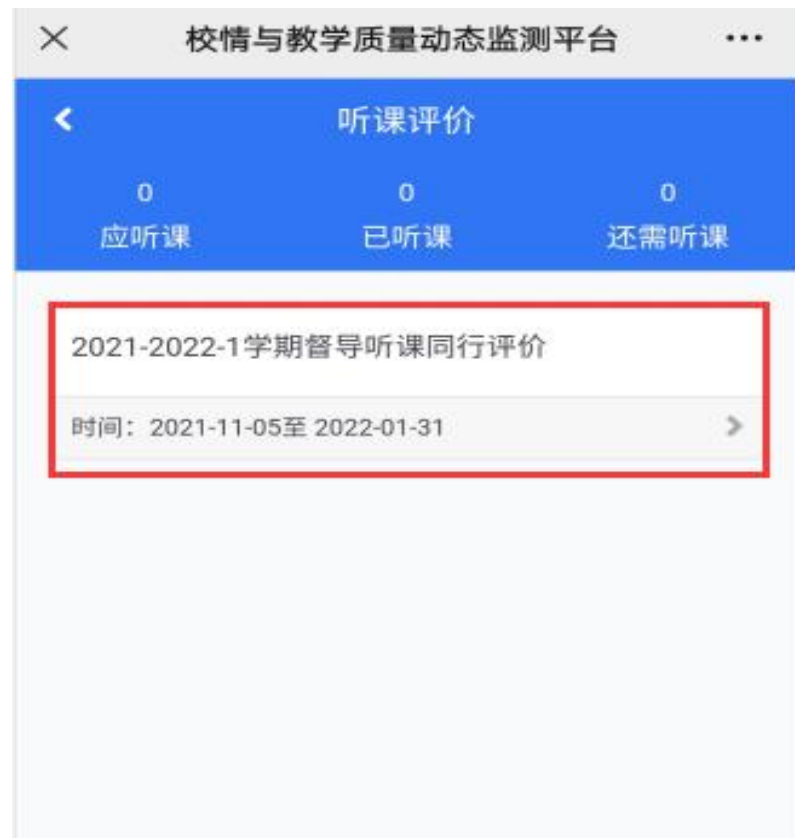 校情与教学质量动态监测平台
听课评价
0 0 0
应听课 已听课 还需听课
2021-2022-1学期督导听课同行评价
时间：2021-11-05至 2022-01-31